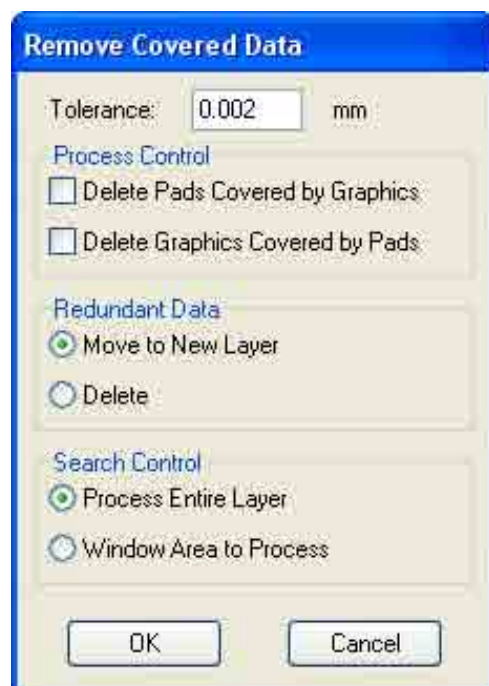 Remove Covered Data
Tolerance: 0.002 mm
Process Control
Delete Pads Covered by Graphics
Delete Graphics Covered by Pads
Redundant Data
Move to New Layer
Delete
Search Control
Process Entire Layer
Window Area to Process
OK Cancel